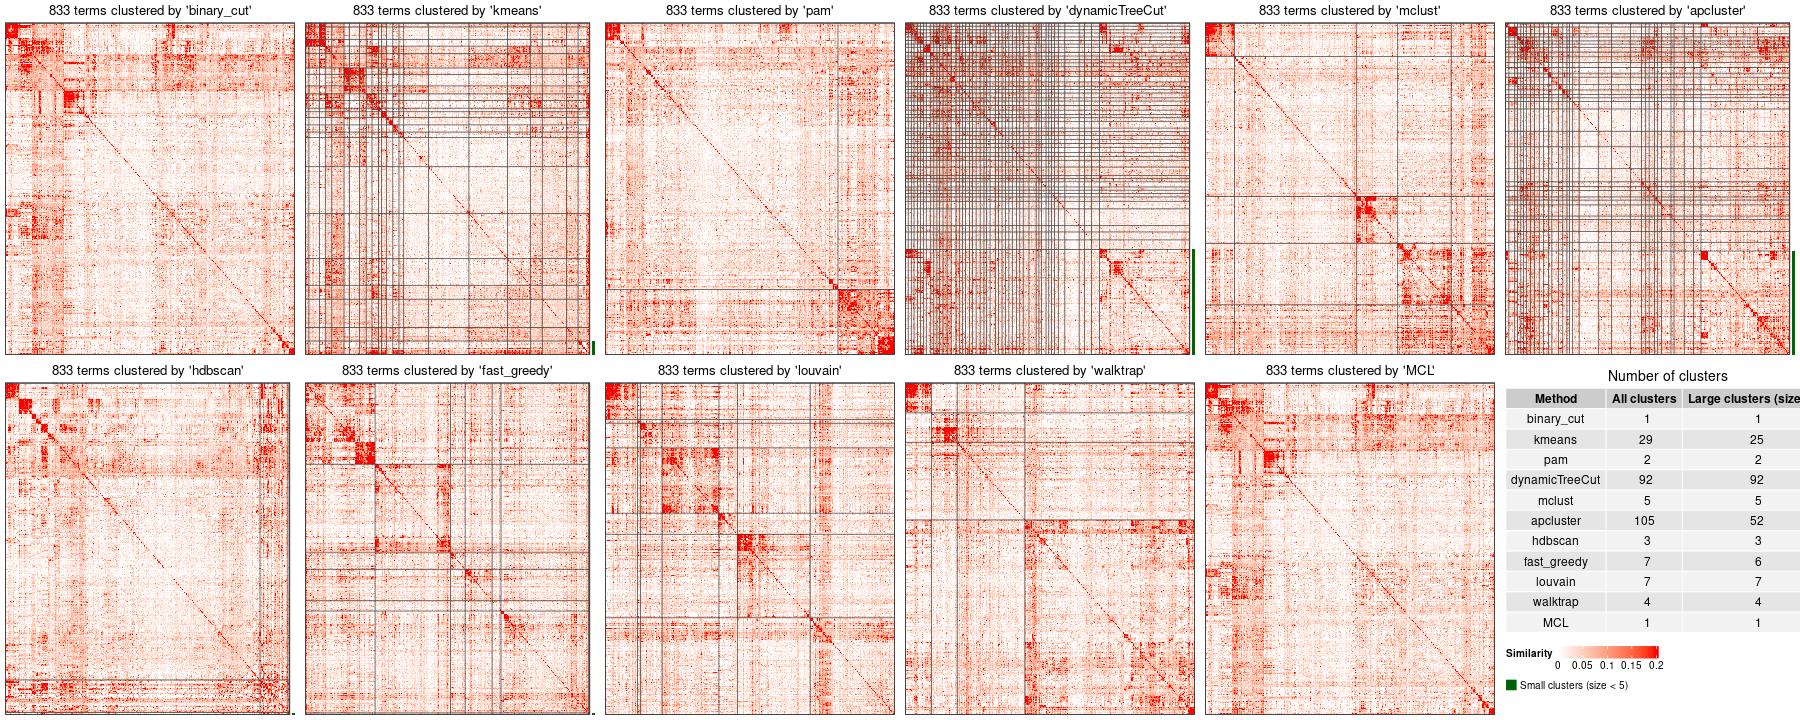 833 terms clustered by 'binary_cut'
833 terms clustered by 'kmeans'
833 terms clustered by 'pam'
833 terms clustered by 'dynamicTreeCut'
833 terms clustered by 'mclust'
833 terms clustered by 'apcluster'
833 terms clustered by 'hdbscan'
833 terms clustered by 'fast_greedy'
833 terms clustered by 'louvain'
833 terms clustered by 'walktrap'
833 terms clustered by 'MCL'
Number of clusters
Method All clusters Large clusters (size
binary_cut 1 1
kmeans 29 25
pam 2 2
dynamicTreeCut 92 92
mclust 5 5
apcluster 105 52
hdbscan 3 3
fast_greedy 7 6
louvain 7 7
walktrap 4 4
MCL 1 1
Similarity
0 0.05 0.1 0.15 0.2
Small clusters (size < 5)